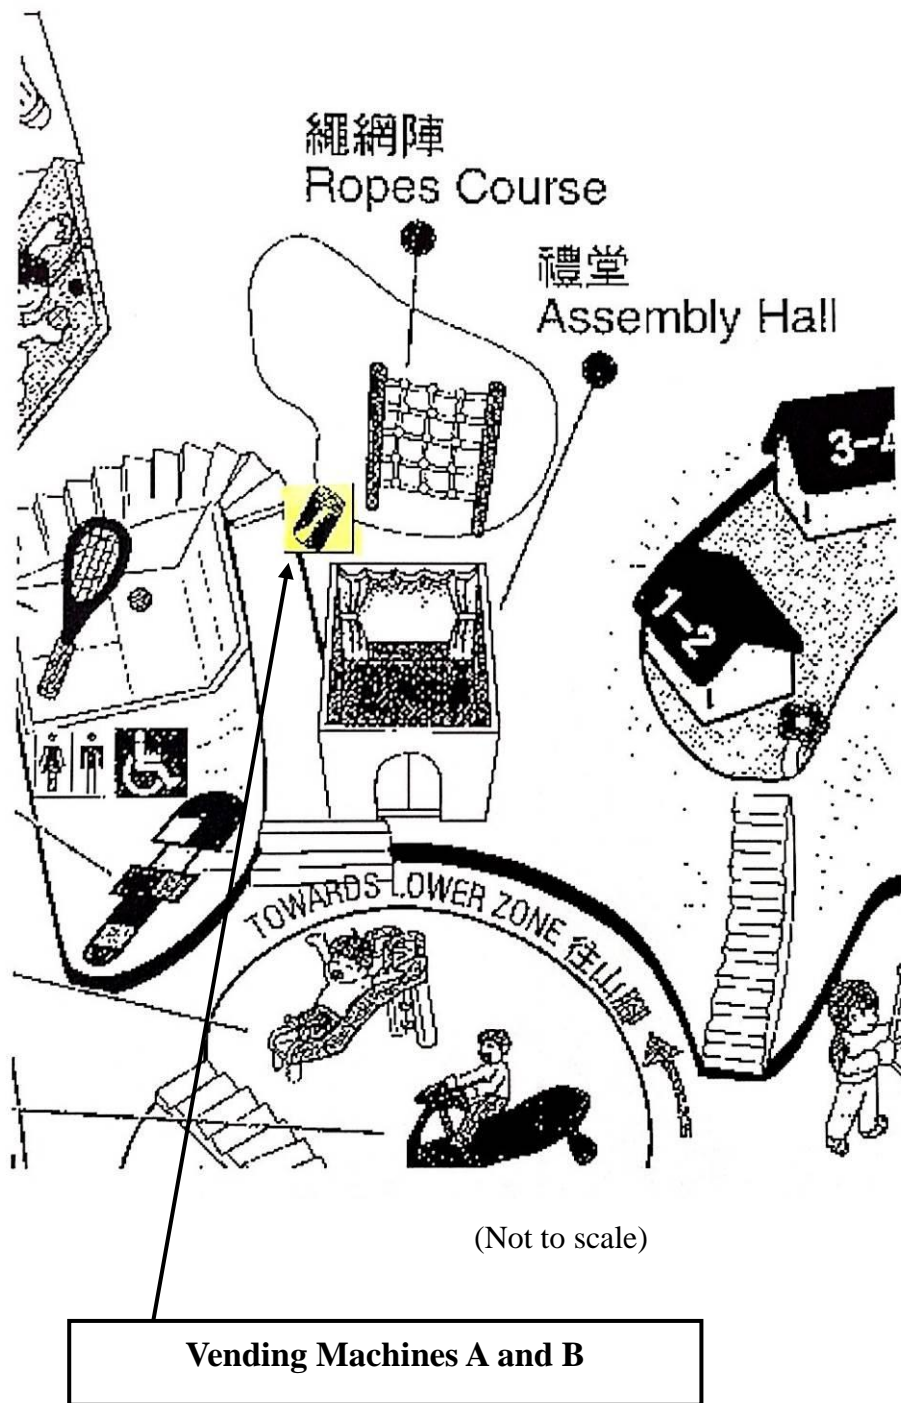 繩網陣
Ropes Course
禮堂
Assembly Hall
3-4
1-2
TOWARDS LOWER ZONE 往山腳
(Not to scale)
Vending Machines A and B